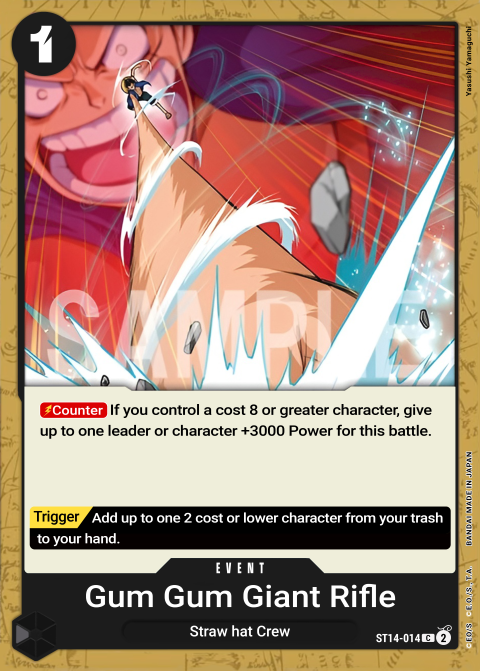 1
Yasushi Yamaguchi
SAMPLE
Counter If you control a cost 8 or greater character, give
up to one leader or character +3000 Power for this battle.
Trigger Add up to one 2 cost or lower character from your trash
to your hand.
BANDAI MADE IN JAPAN
©E.O./S. ©E.O./S.,T.A.
EVENT
Gum Gum Giant Rifle
Straw hat Crew
ST14-014 C 2